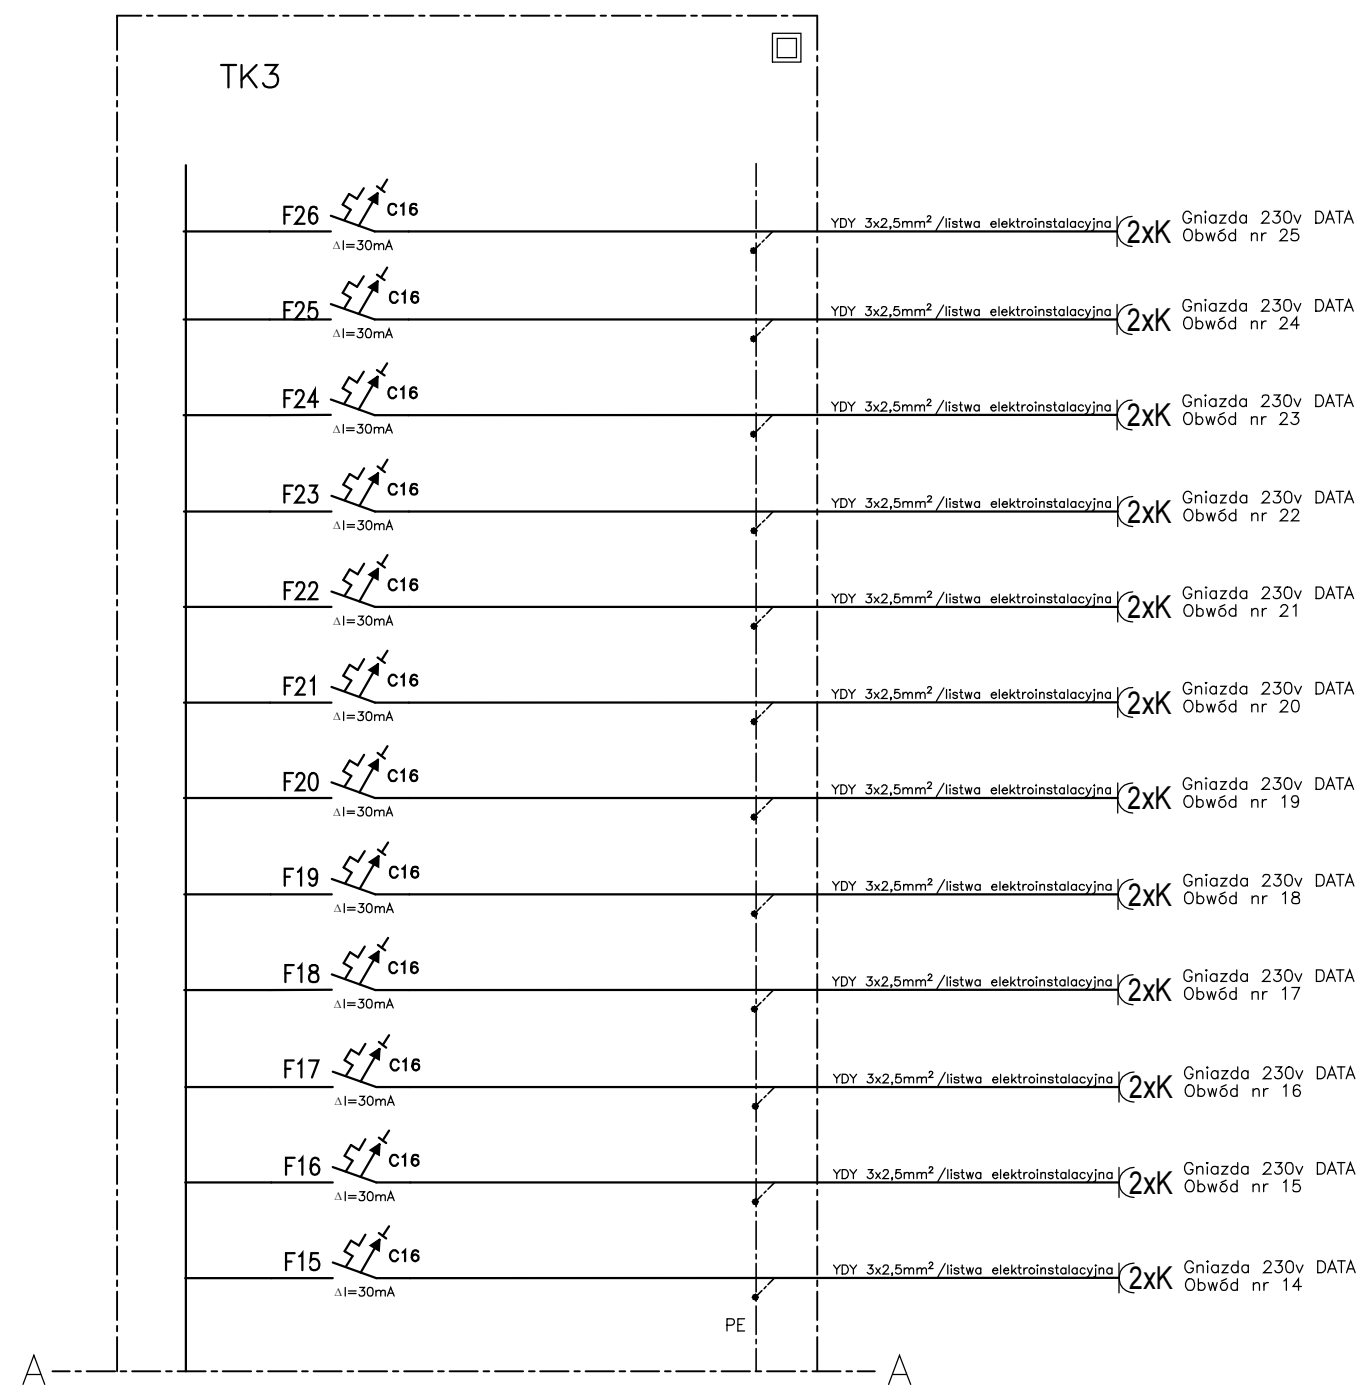 TK3
F26
C16
ΔI=30mA
YDY 3x2,5mm²/listwa elektroinstalacyjna
2xK
Gniazda 230v DATA
Obwód nr 25
F25
C16
ΔI=30mA
YDY 3x2,5mm²/listwa elektroinstalacyjna
2xK
Gniazda 230v DATA
Obwód nr 24
F24
C16
ΔI=30mA
YDY 3x2,5mm²/listwa elektroinstalacyjna
2xK
Gniazda 230v DATA
Obwód nr 23
F23
C16
ΔI=30mA
YDY 3x2,5mm²/listwa elektroinstalacyjna
2xK
Gniazda 230v DATA
Obwód nr 22
F22
C16
ΔI=30mA
YDY 3x2,5mm²/listwa elektroinstalacyjna
2xK
Gniazda 230v DATA
Obwód nr 21
F21
C16
ΔI=30mA
YDY 3x2,5mm²/listwa elektroinstalacyjna
2xK
Gniazda 230v DATA
Obwód nr 20
F20
C16
ΔI=30mA
YDY 3x2,5mm²/listwa elektroinstalacyjna
2xK
Gniazda 230v DATA
Obwód nr 19
F19
C16
ΔI=30mA
YDY 3x2,5mm²/listwa elektroinstalacyjna
2xK
Gniazda 230v DATA
Obwód nr 18
F18
C16
ΔI=30mA
YDY 3x2,5mm²/listwa elektroinstalacyjna
2xK
Gniazda 230v DATA
Obwód nr 17
F17
C16
ΔI=30mA
YDY 3x2,5mm²/listwa elektroinstalacyjna
2xK
Gniazda 230v DATA
Obwód nr 16
F16
C16
ΔI=30mA
YDY 3x2,5mm²/listwa elektroinstalacyjna
2xK
Gniazda 230v DATA
Obwód nr 15
F15
C16
ΔI=30mA
YDY 3x2,5mm²/listwa elektroinstalacyjna
2xK
Gniazda 230v DATA
Obwód nr 14
PE
A
A